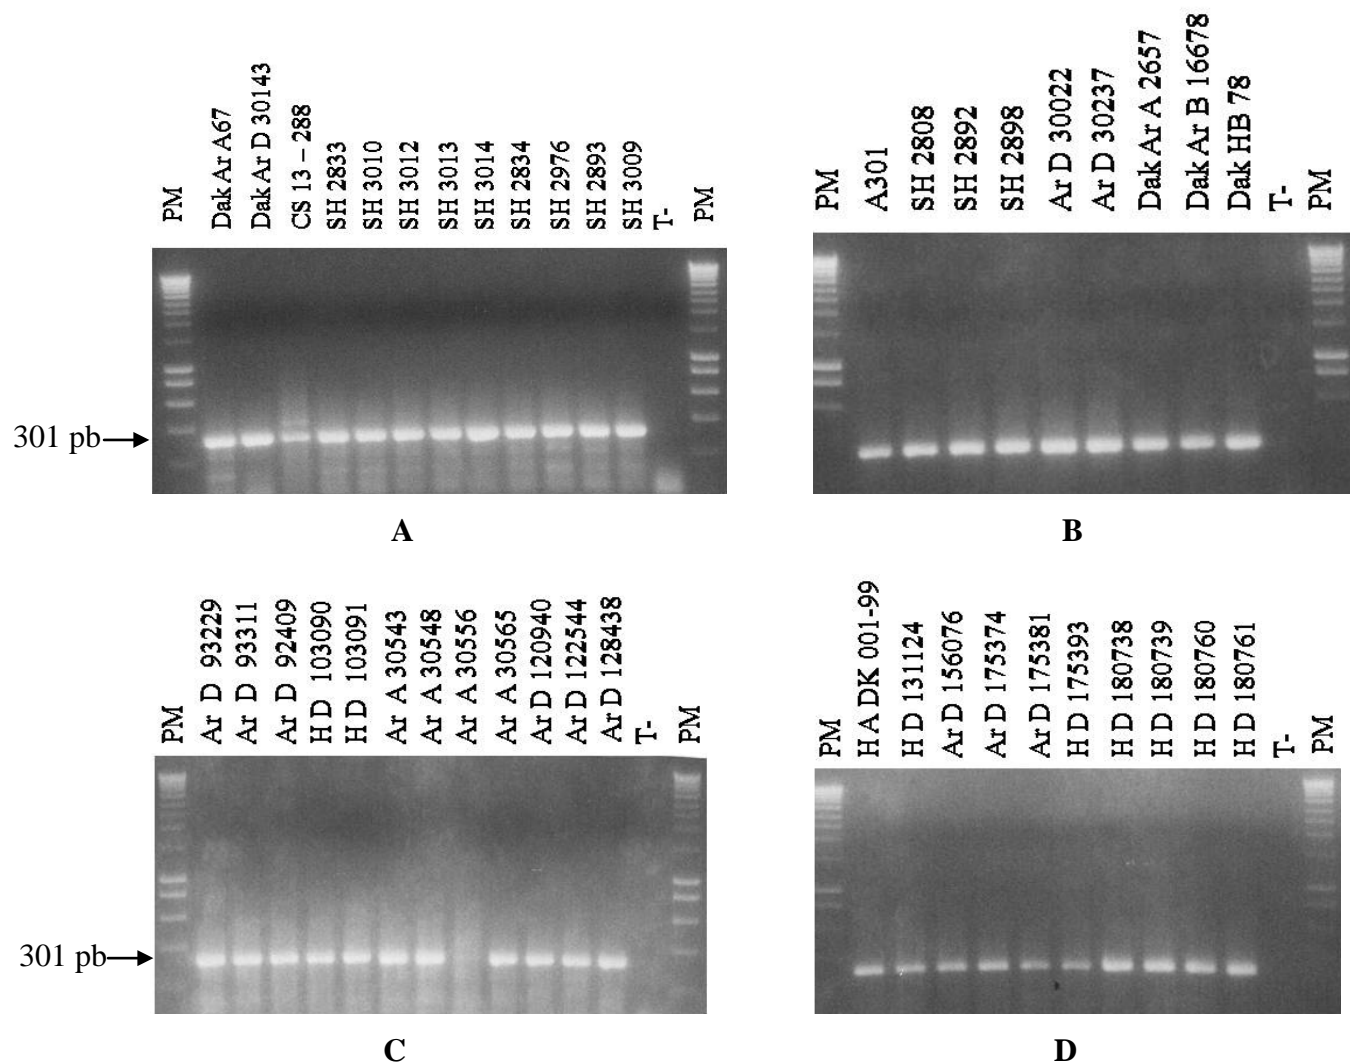 PM
Dak Ar A67
Dak Ar D 30143
CS 13 – 288
SH 2833
SH 3010
SH 3012
SH 3013
SH 3014
SH 2834
SH 2976
SH 2893
SH 3009
T-
PM
301 pb
A
PM
A301
SH 2808
SH 2892
SH 2898
Ar D 30022
Ar D 30237
Dak Ar A 2657
Dak Ar B 16678
Dak HB 78
T-
PM
B
PM
Ar D 93229
Ar D 93311
Ar D 92409
H D 103090
H D 103091
Ar A 30543
Ar A 30548
Ar A 30556
Ar A 30565
Ar D 120940
Ar D 122544
Ar D 128438
T-
PM
301 pb
C
PM
H A DK 001-99
H D 131124
Ar D 156076
Ar D 175374
Ar D 175381
H D 175393
H D 180738
H D 180739
H D 180760
H D 180761
T-
PM
D